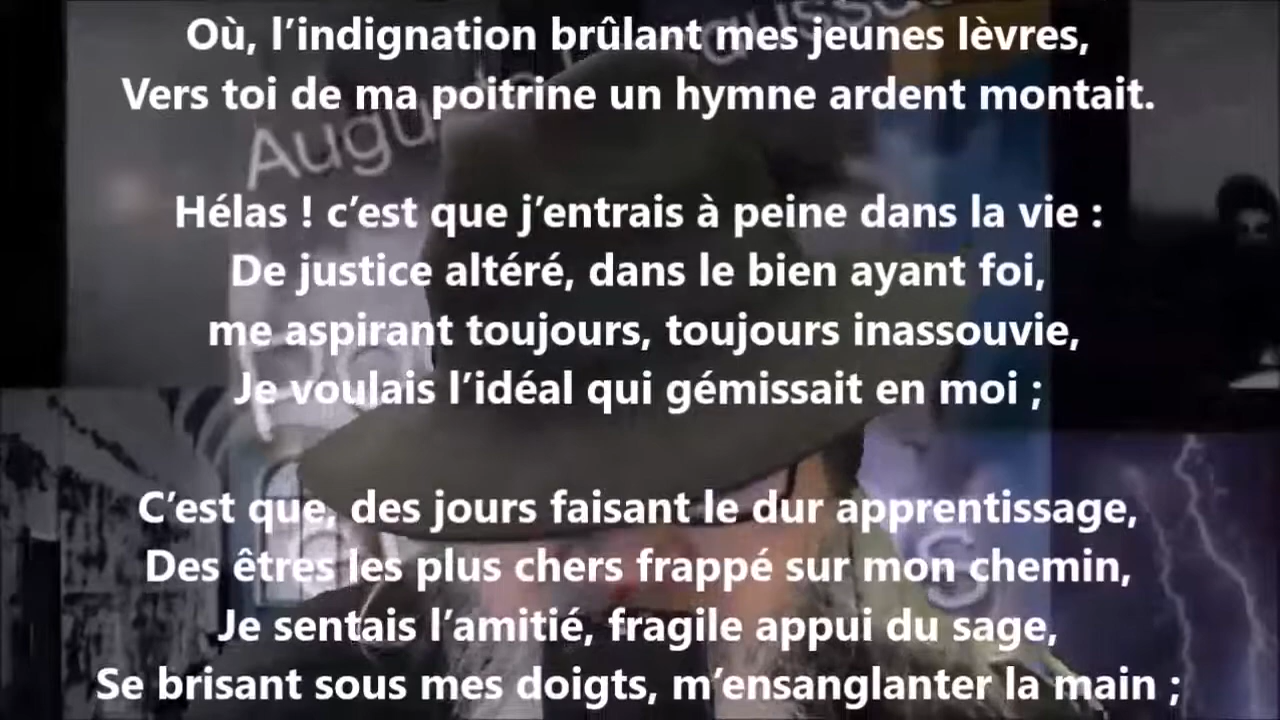 Où, l’indignation brûlant mes jeunes lèvres,
Vers toi de ma poitrine un hymne ardent montait.
Hélas ! c’est que j’entrais à peine dans la vie :
De justice altéré, dans le bien ayant foi,
me aspirant toujours, toujours inassouvie,
Je voulais l’idéal qui gémissait en moi ;
C’est que, des jours faisant le dur apprentissage,
Des êtres les plus chers frappé sur mon chemin,
Je sentais l’amitié, fragile appui du sage,
Se brisant sous mes doigts, m’ensanglanter la main ;